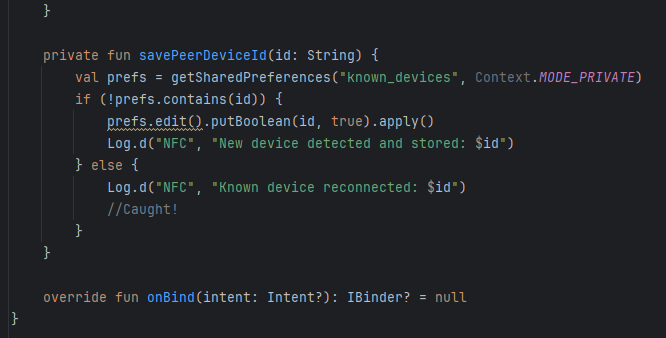 }
private fun savePeerDeviceId(id: String) {
val prefs = getSharedPreferences("known_devices", Context.MODE_PRIVATE)
if (!prefs.contains(id)) {
prefs.edit().putBoolean(id, true).apply()
Log.d("NFC", "New device detected and stored: $id")
} else {
Log.d("NFC", "Known device reconnected: $id")
//Caught!
}
}
override fun onBind(intent: Intent?): IBinder? = null
}